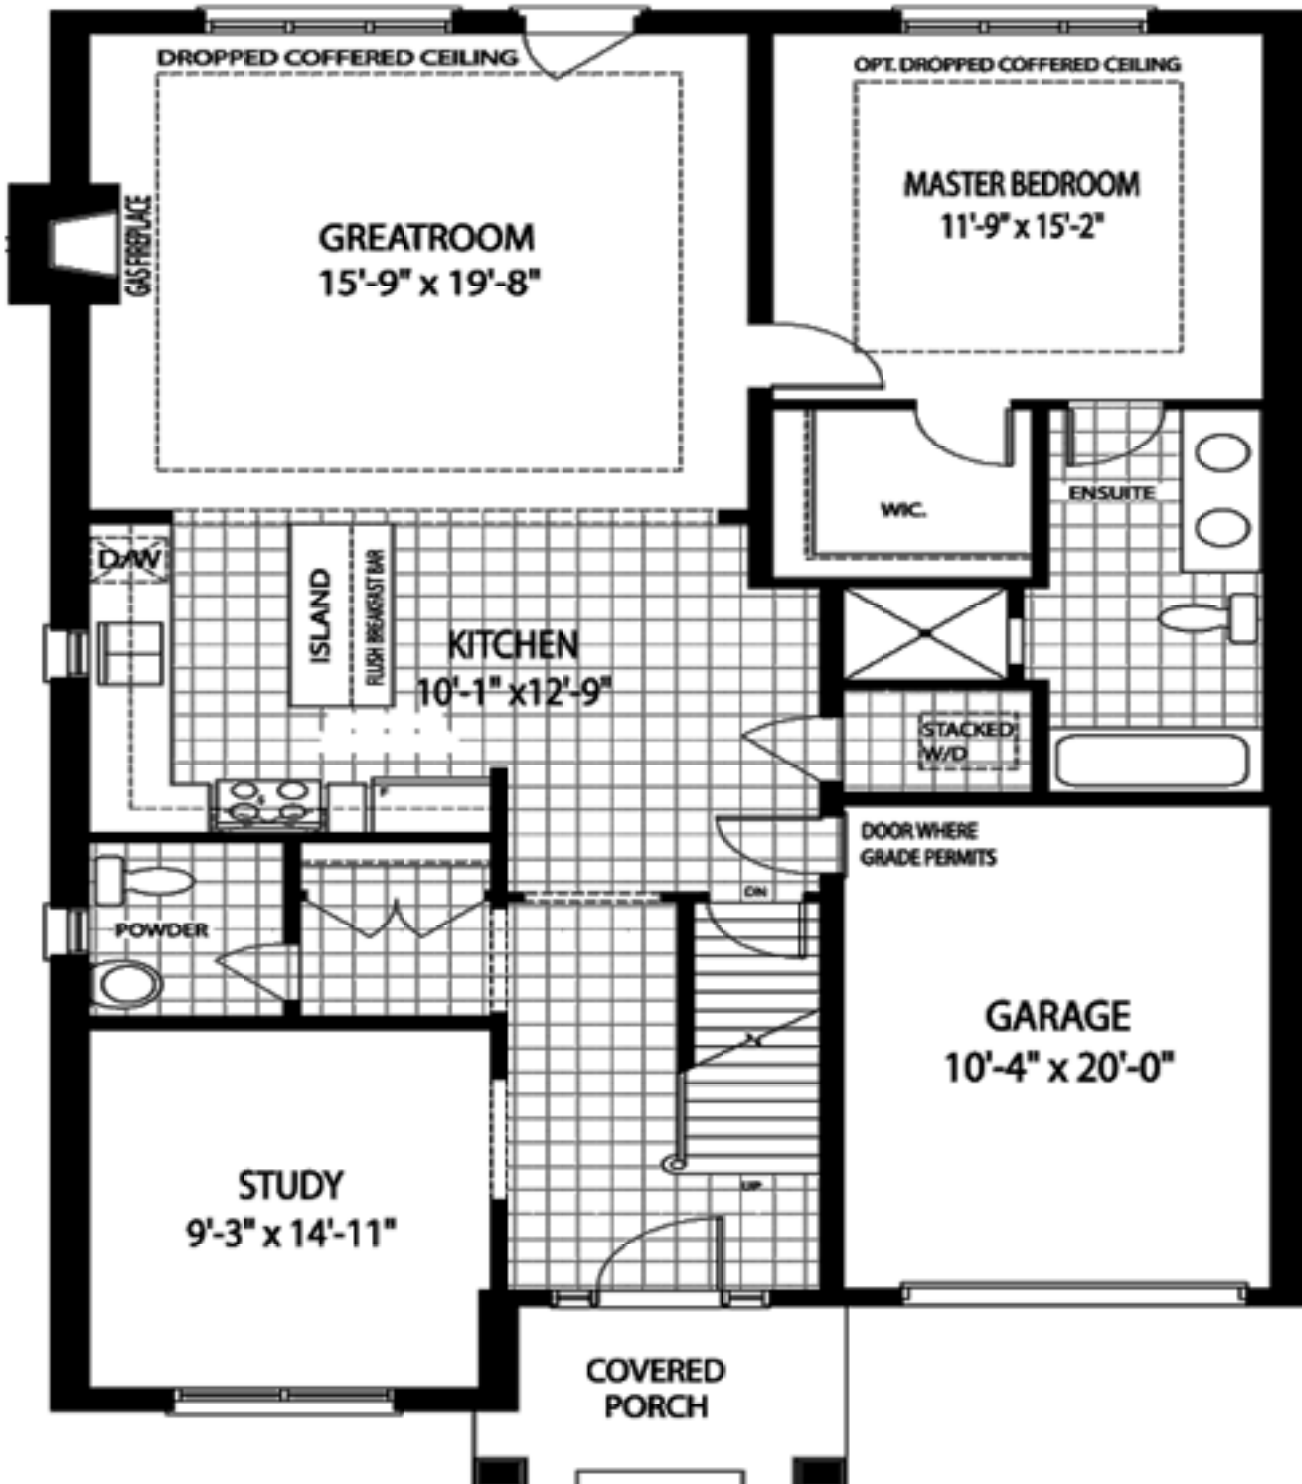 DROPPED COFFERED CEILING
OPT. DROPPED COFFERED CEILING
MASTER BEDROOM
11'-9" x 15'-2"
GAS FIREPLACE
GREATROOM
15'-9" x 19'-8"
WIC.
ENSUITE
D/W
ISLAND
FLUSH BREAKFAST BAR
KITCHEN
10'-1" x12'-9"
STACKED
W/D
F
S
DOOR WHERE
GRADE PERMITS
DN
POWDER
GARAGE
10'-4" x 20'-0"
STUDY
9'-3" x 14'-11"
UP
COVERED
PORCH